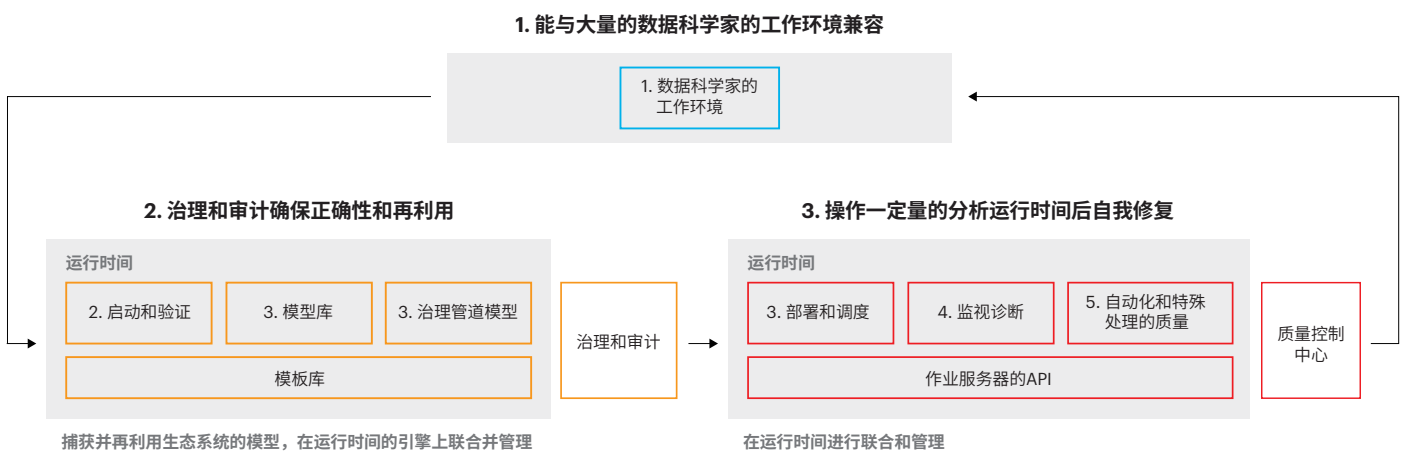 1. 能与大量的数据科学家的工作环境兼容
1. 数据科学家的
工作环境
2. 治理和审计确保正确性和再利用
运行时间
2. 启动和验证
3. 模型库
3. 治理管道模型
模板库
治理和审计
捕获并再利用生态系统的模型，在运行时间的引擎上联合并管理
3. 操作一定量的分析运行时间后自我修复
运行时间
3. 部署和调度
4. 监视诊断
5. 自动化和特殊
处理的质量
作业服务器的API
质量控制
中心
在运行时间进行联合和管理